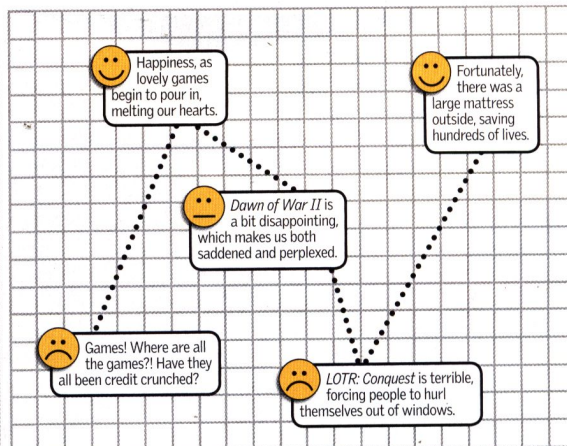 Happiness, as
lovely games
begin to pour in,
melting our hearts.
Fortunately,
there was a
large mattress
outside, saving
hundreds of lives.
Dawn of War II is
a bit disappointing,
which makes us both
saddened and perplexed.
Games! Where are all
the games?! Have they
all been credit crunched?
LOTR: Conquest is terrible,
forcing people to hurl
themselves out of windows.